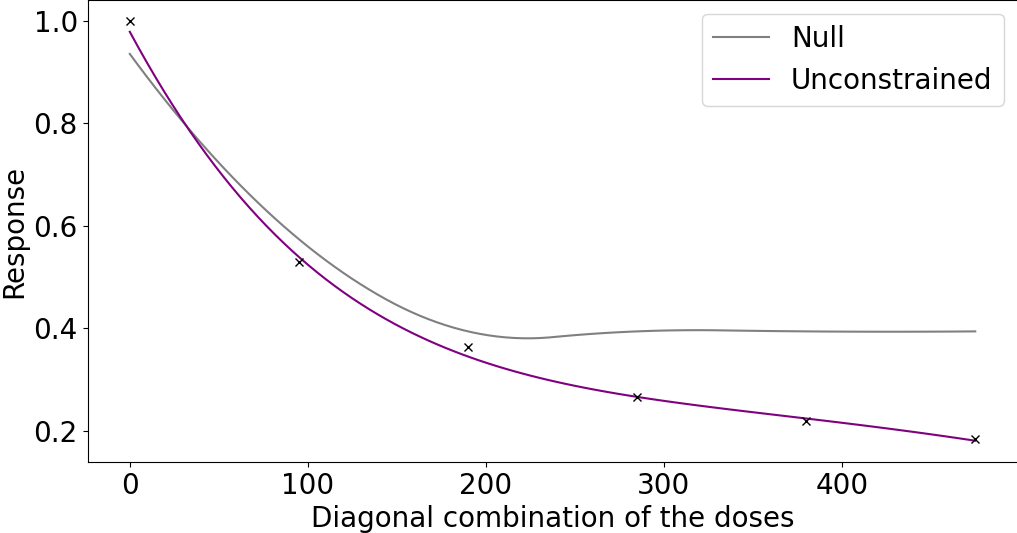 Null
Unconstrained
Response
1.0
0.8
0.6
0.4
0.2
0 100 200 300 400
Diagonal combination of the doses